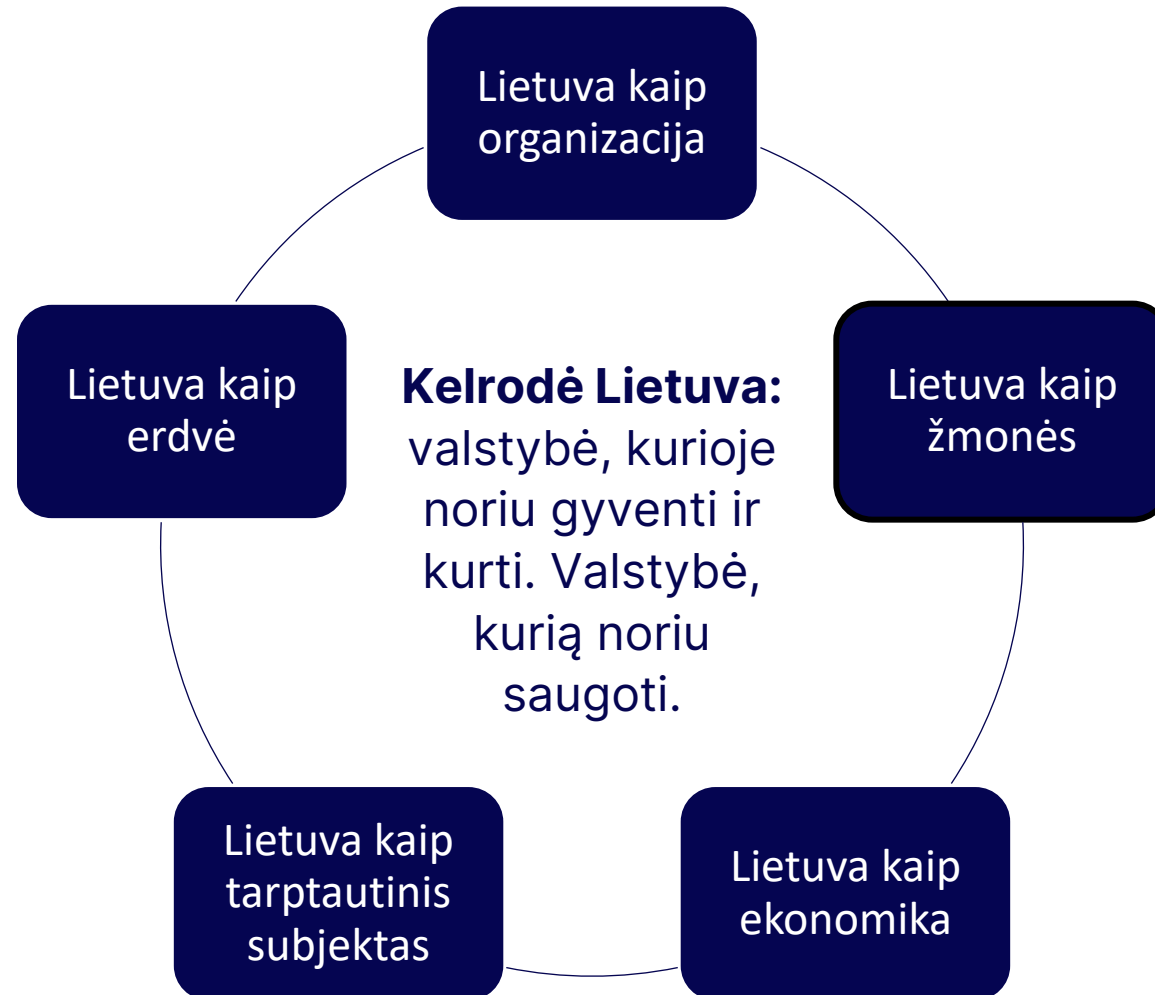 Lietuva kaip
organizacija
Lietuva kaip
erdvė
Kelrodė Lietuva:
valstybė, kurioje
noriu gyventi ir
kurti. Valstybė,
kurią noriu
saugoti.
Lietuva kaip
žmonės
Lietuva kaip
tarptautinis
subjektas
Lietuva kaip
ekonomika